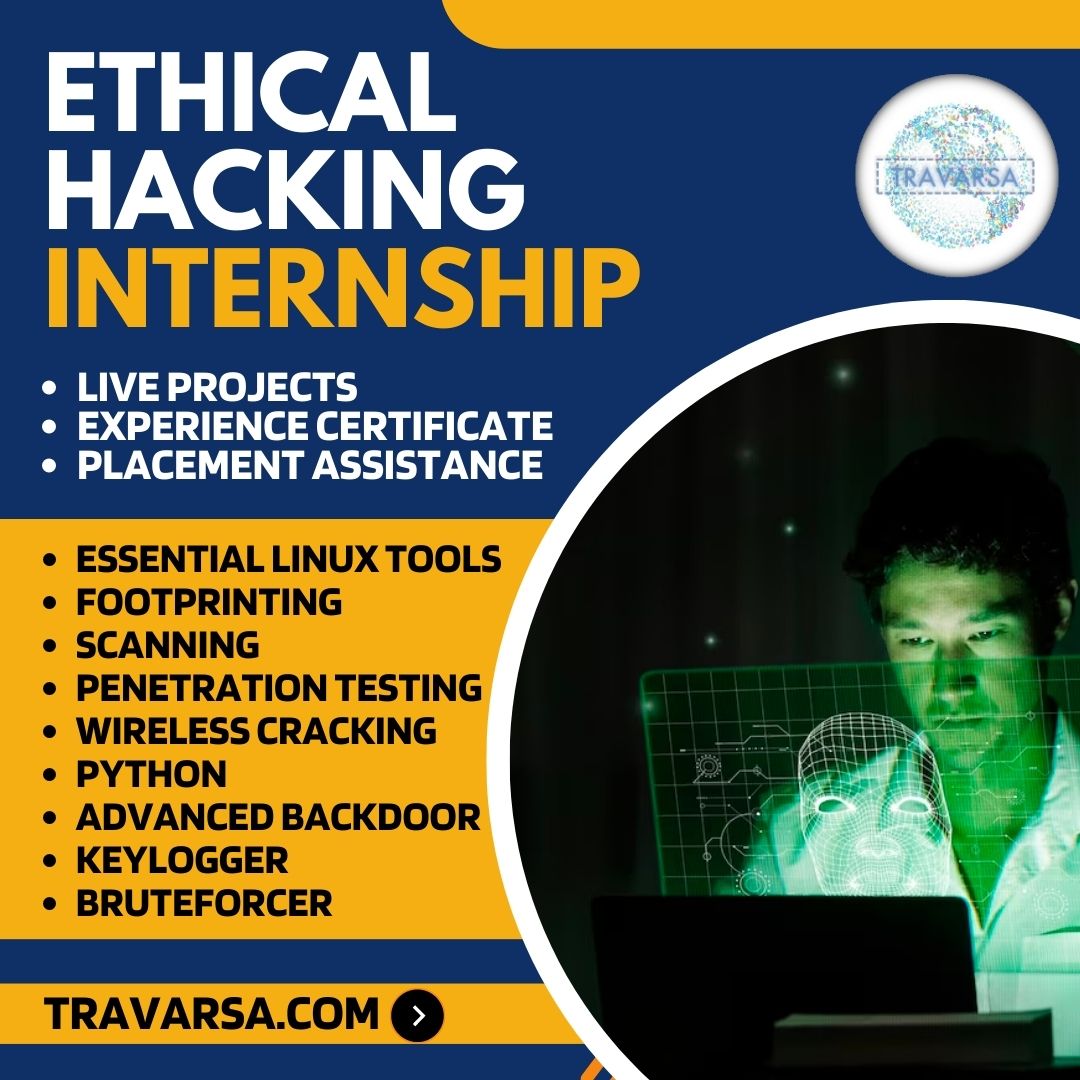 ETHICAL
HACKING
INTERNSHIP
TRAVARSA
• LIVE PROJECTS
• EXPERIENCE CERTIFICATE
• PLACEMENT ASSISTANCE
• ESSENTIAL LINUX TOOLS
• FOOTPRINTING
• SCANNING
• PENETRATION TESTING
• WIRELESS CRACKING
• PYTHON
• ADVANCED BACKDOOR
• KEYLOGGER
• BRUTEFORCER
TRAVARSA.COM